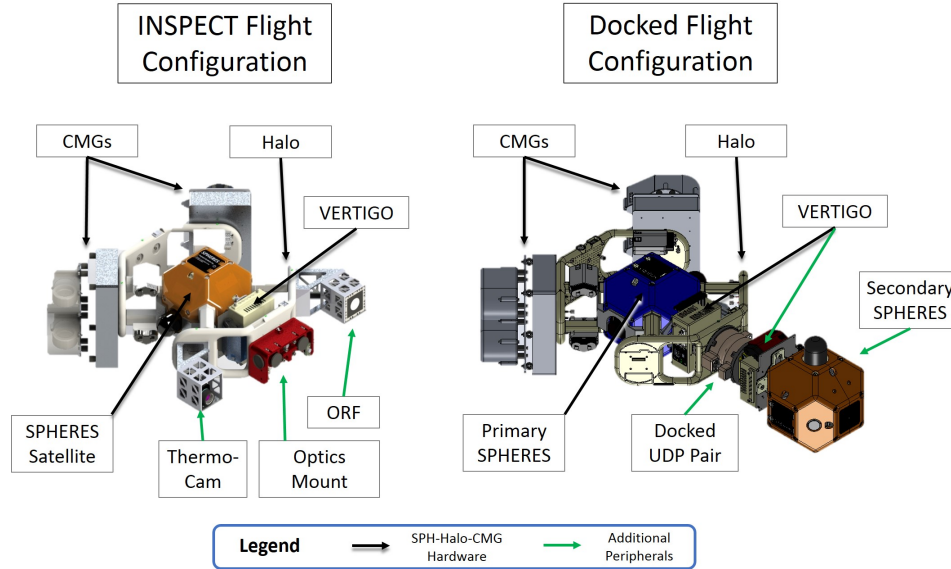 INSPECT Flight
Configuration
Docked Flight
Configuration
CMGs
Halo
VERTIGO
CMGs
Halo
VERTIGO
Secondary
SPHERES
SPHERES
Satellite
Thermo-
Cam
Optics
Mount
ORF
Primary
SPHERES
Docked
UDP Pair
Legend
SPH-Halo-CMG
Hardware
Additional
Peripherals